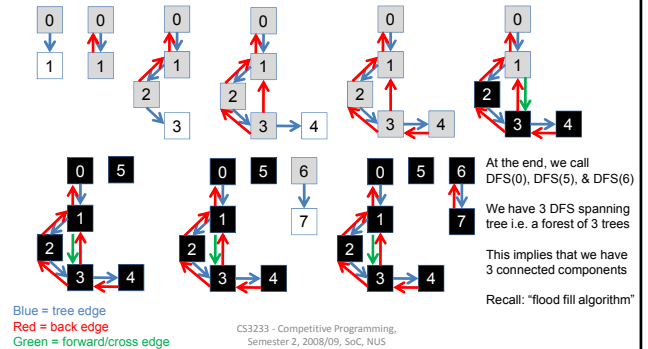 0 0 0 0 0 0
1 1 1 1 1 1
2 2 2 2
3 3 4 3 4 3 4
0 5 0 5 6 0 5 6
1 1 7 1 7
2 2 2
3 4 3 4 3 4
At the end, we call
DFS(0), DFS(5), & DFS(6)
We have 3 DFS spanning
tree i.e. a forest of 3 trees
This implies that we have
3 connected components
Recall: "flood fill algorithm"
Blue = tree edge
Red = back edge
Green = forward/cross edge
CS3233 - Competitive Programming,
Semester 2, 2008/09, SoC, NUS